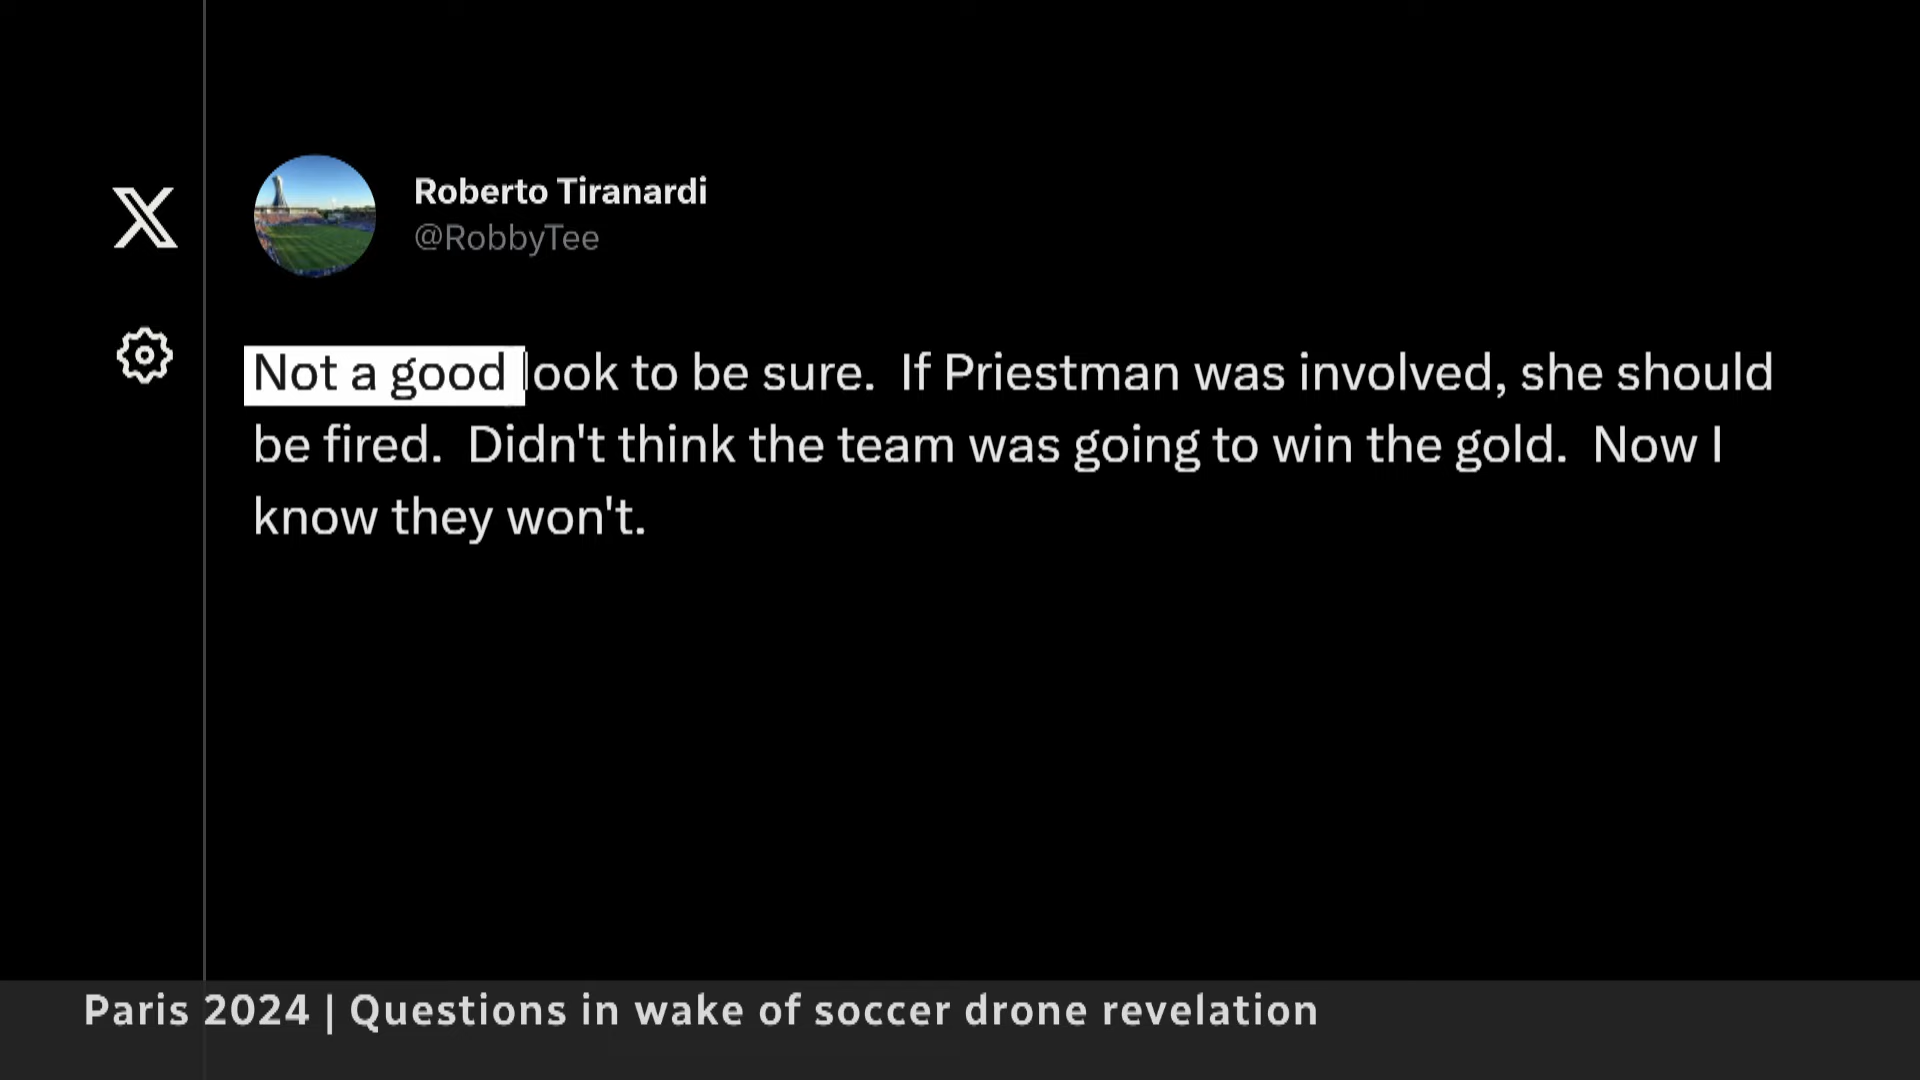 Roberto Tiranardi
@RobbyTee
Not a good look to be sure.  If Priestman was involved, she should
be fired.  Didn't think the team was going to win the gold.  Now I
know they won't.
Paris 2024 | Questions in wake of soccer drone revelation